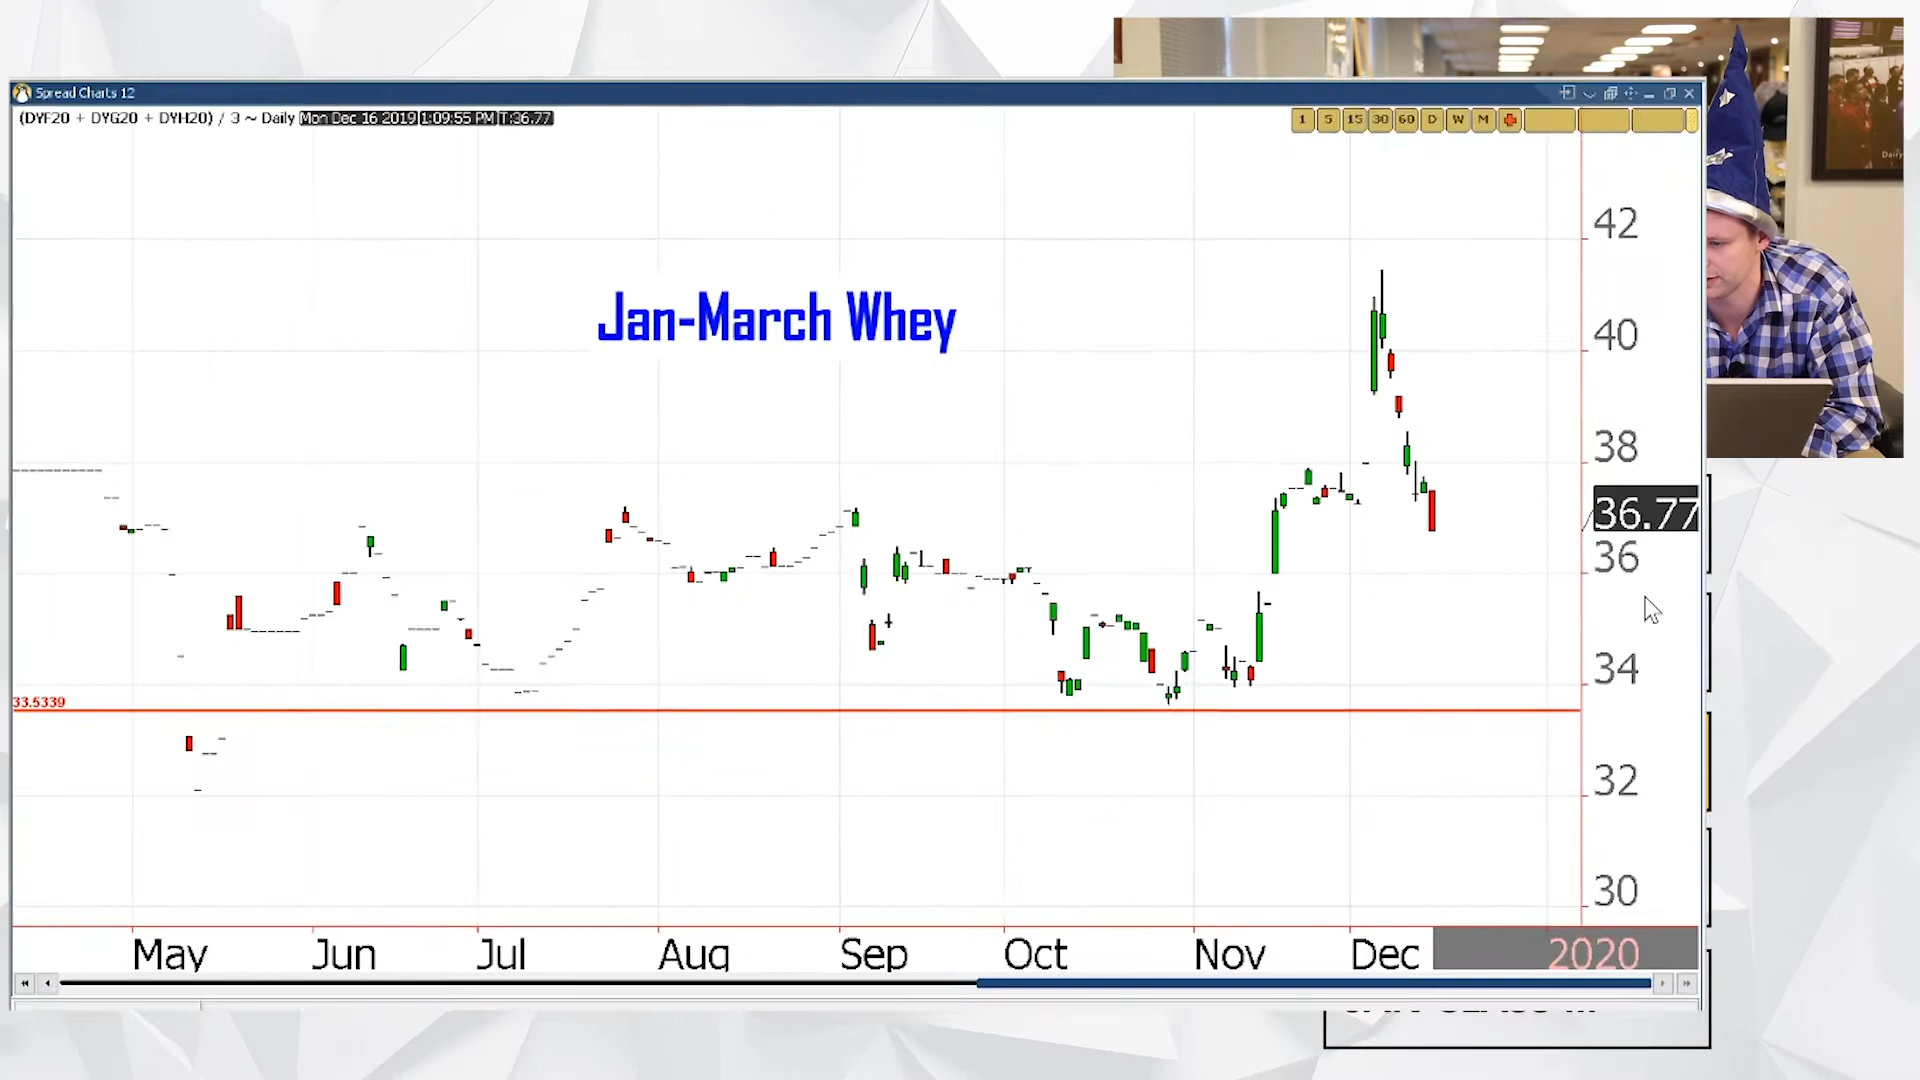 Spread Charts 12
(DYF20 + DYG20 + DYH20) / 3 ~ Daily Mon Dec 16 2019 1:09:55 PM T:36.77
1 5 15 30 60 D W M
Dairy
Jan-March Whey
42
40
38
36.77
36
34
33.5339
32
30
May Jun Jul Aug Sep Oct Nov Dec 2020